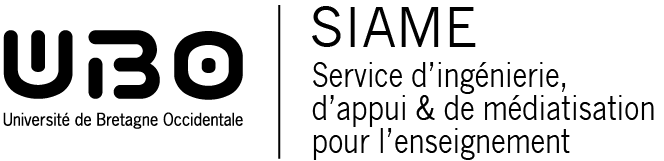 UBO
Université de Bretagne Occidentale
SIAME
Service d'ingénierie,
d'appui & de médiatisation
pour l'enseignement